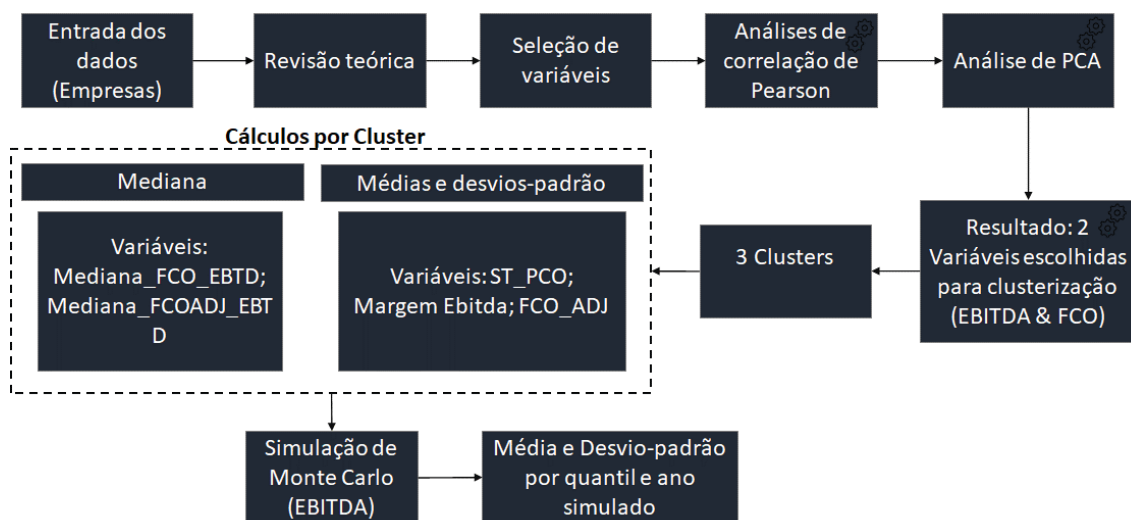 Entrada dos
dados
(Empresas)
Revisão teórica
Seleção de
variáveis
Análises de
correlação de
Pearson
Análise de PCA
Cálculos por Cluster
Mediana
Médias e desvios-padrão
Variáveis:
Mediana_FCO_EBTD;
Mediana_FCOADJ_EBT
D
Variáveis: ST_PCO;
Margem Ebitda; FCO_ADJ
3 Clusters
Resultado: 2
Variáveis escolhidas
para clusterização
(EBITDA & FCO)
Simulação de
Monte Carlo
(EBITDA)
Média e Desvio-padrão
por quantil e ano
simulado